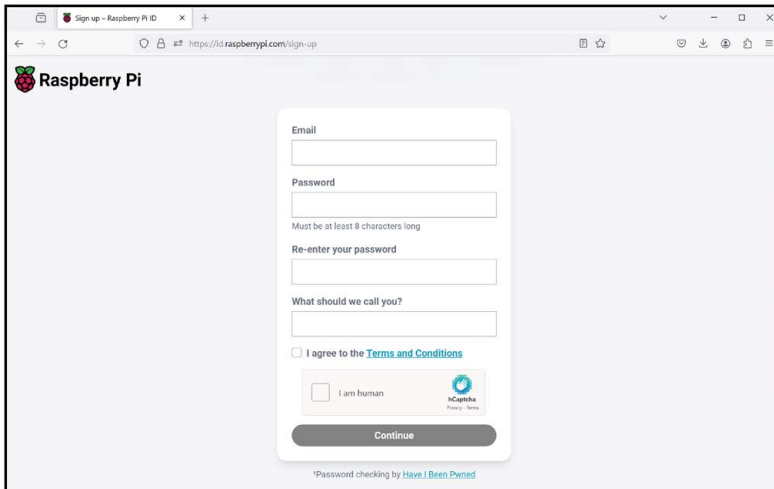 Sign up – Raspberry Pi ID
https://id.raspberrypi.com/sign-up
Raspberry Pi
Email
Password
Must be at least 8 characters long
Re-enter your password
What should we call you?
I agree to the Terms and Conditions
I am human
hCaptcha
Privacy - Terms
Continue
¹Password checking by Have I Been Pwned